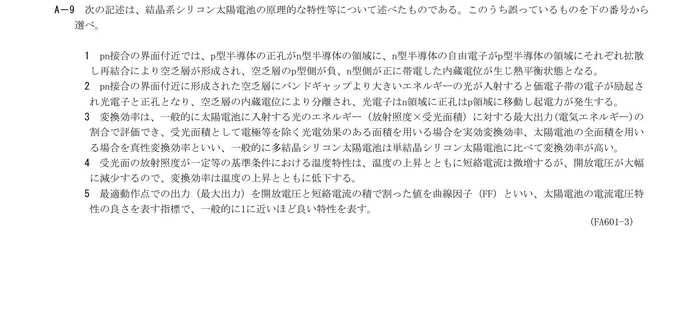 A－9 次の記述は、結晶系シリコン太陽電池の原理的な特性等について述べたものである。このうち誤っているものを下の番号から
選べ。
1 pn接合の界面付近では、p型半導体の正孔がn型半導体の領域に、n型半導体の自由電子がp型半導体の領域にそれぞれ拡散
し再結合により空乏層が形成され、空乏層のp型側が負、n型側が正に帯電した内蔵電位が生じ熱平衡状態となる。
2 pn接合の界面付近に形成された空乏層にバンドギャップより大きいエネルギーの光が入射すると価電子帯の電子が励起さ
れ光電子と正孔となり、空乏層の内蔵電位により分離され、光電子はn領域に正孔はp領域に移動し起電力が発生する。
3 変換効率は、一般的に太陽電池に入射する光のエネルギー（放射照度×受光面積）に対する最大出力(電気エネルギー)の
割合で評価でき、受光面積として電極等を除く光電効果のある面積を用いる場合を実効変換効率、太陽電池の全面積を用い
る場合を真性変換効率といい、一般的に多結晶シリコン太陽電池は単結晶シリコン太陽電池に比べて変換効率が高い。
4 受光面の放射照度が一定等の基準条件における温度特性は、温度の上昇とともに短絡電流は微増するが、開放電圧が大幅
に減少するので、変換効率は温度の上昇とともに低下する。
5 最適動作点での出力（最大出力）を開放電圧と短絡電流の積で割った値を曲線因子（FF）といい、太陽電池の電流電圧特
性の良さを表す指標で、一般的に1に近いほど良い特性を表す。
(FA601-3)